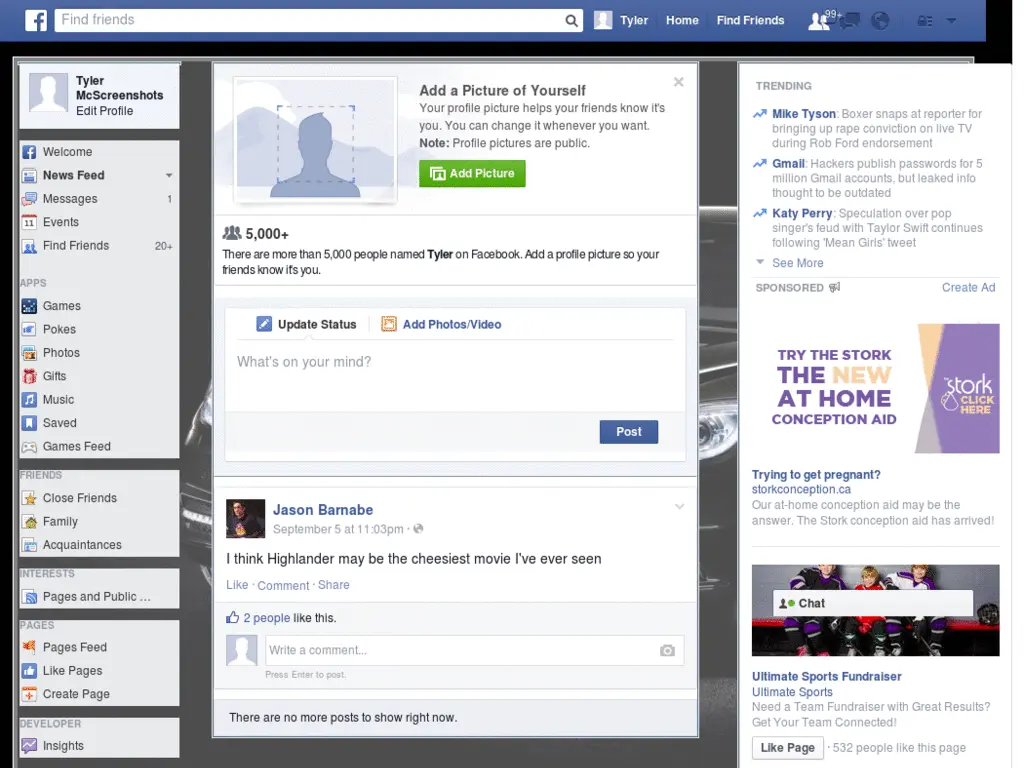 f
Find friends
Tyler
Home
Find Friends
99+
Tyler
McScreenshots
Edit Profile
Welcome
News Feed
Messages 1
11 Events
Find Friends 20+
APPS
Games
Pokes
Photos
Gifts
Music
Saved
Games Feed
FRIENDS
Close Friends
Family
Acquaintances
INTERESTS
Pages and Public ...
PAGES
Pages Feed
Like Pages
Create Page
DEVELOPER
Insights
Add a Picture of Yourself
Your profile picture helps your friends know it's
you. You can change it whenever you want.
Note: Profile pictures are public.
Add Picture
5,000+
There are more than 5,000 people named Tyler on Facebook. Add a profile picture so your
friends know it's you.
Update Status
Add Photos/Video
What's on your mind?
Post
Jason Barnabe
September 5 at 11:03pm ·
I think Highlander may be the cheesiest movie I've ever seen
Like · Comment · Share
2 people like this.
Write a comment...
Press Enter to post.
There are no more posts to show right now.
TRENDING
Mike Tyson: Boxer snaps at reporter for
bringing up rape conviction on live TV
during Rob Ford endorsement
Gmail: Hackers publish passwords for 5
million Gmail accounts, but leaked info
thought to be outdated
Katy Perry: Speculation over pop
singer's feud with Taylor Swift continues
following 'Mean Girls' tweet
See More
SPONSORED
Create Ad
TRY THE STORK
THE NEW
AT HOME
CONCEPTION AID
stork
CLICK
HERE
Trying to get pregnant?
storkconception.ca
Our at-home conception aid may be the
answer. The Stork conception aid has arrived!
Chat
Ultimate Sports Fundraiser
Ultimate Sports
Need a Team Fundraiser with Great Results?
Get Your Team Connected!
Like Page · 532 people like this page